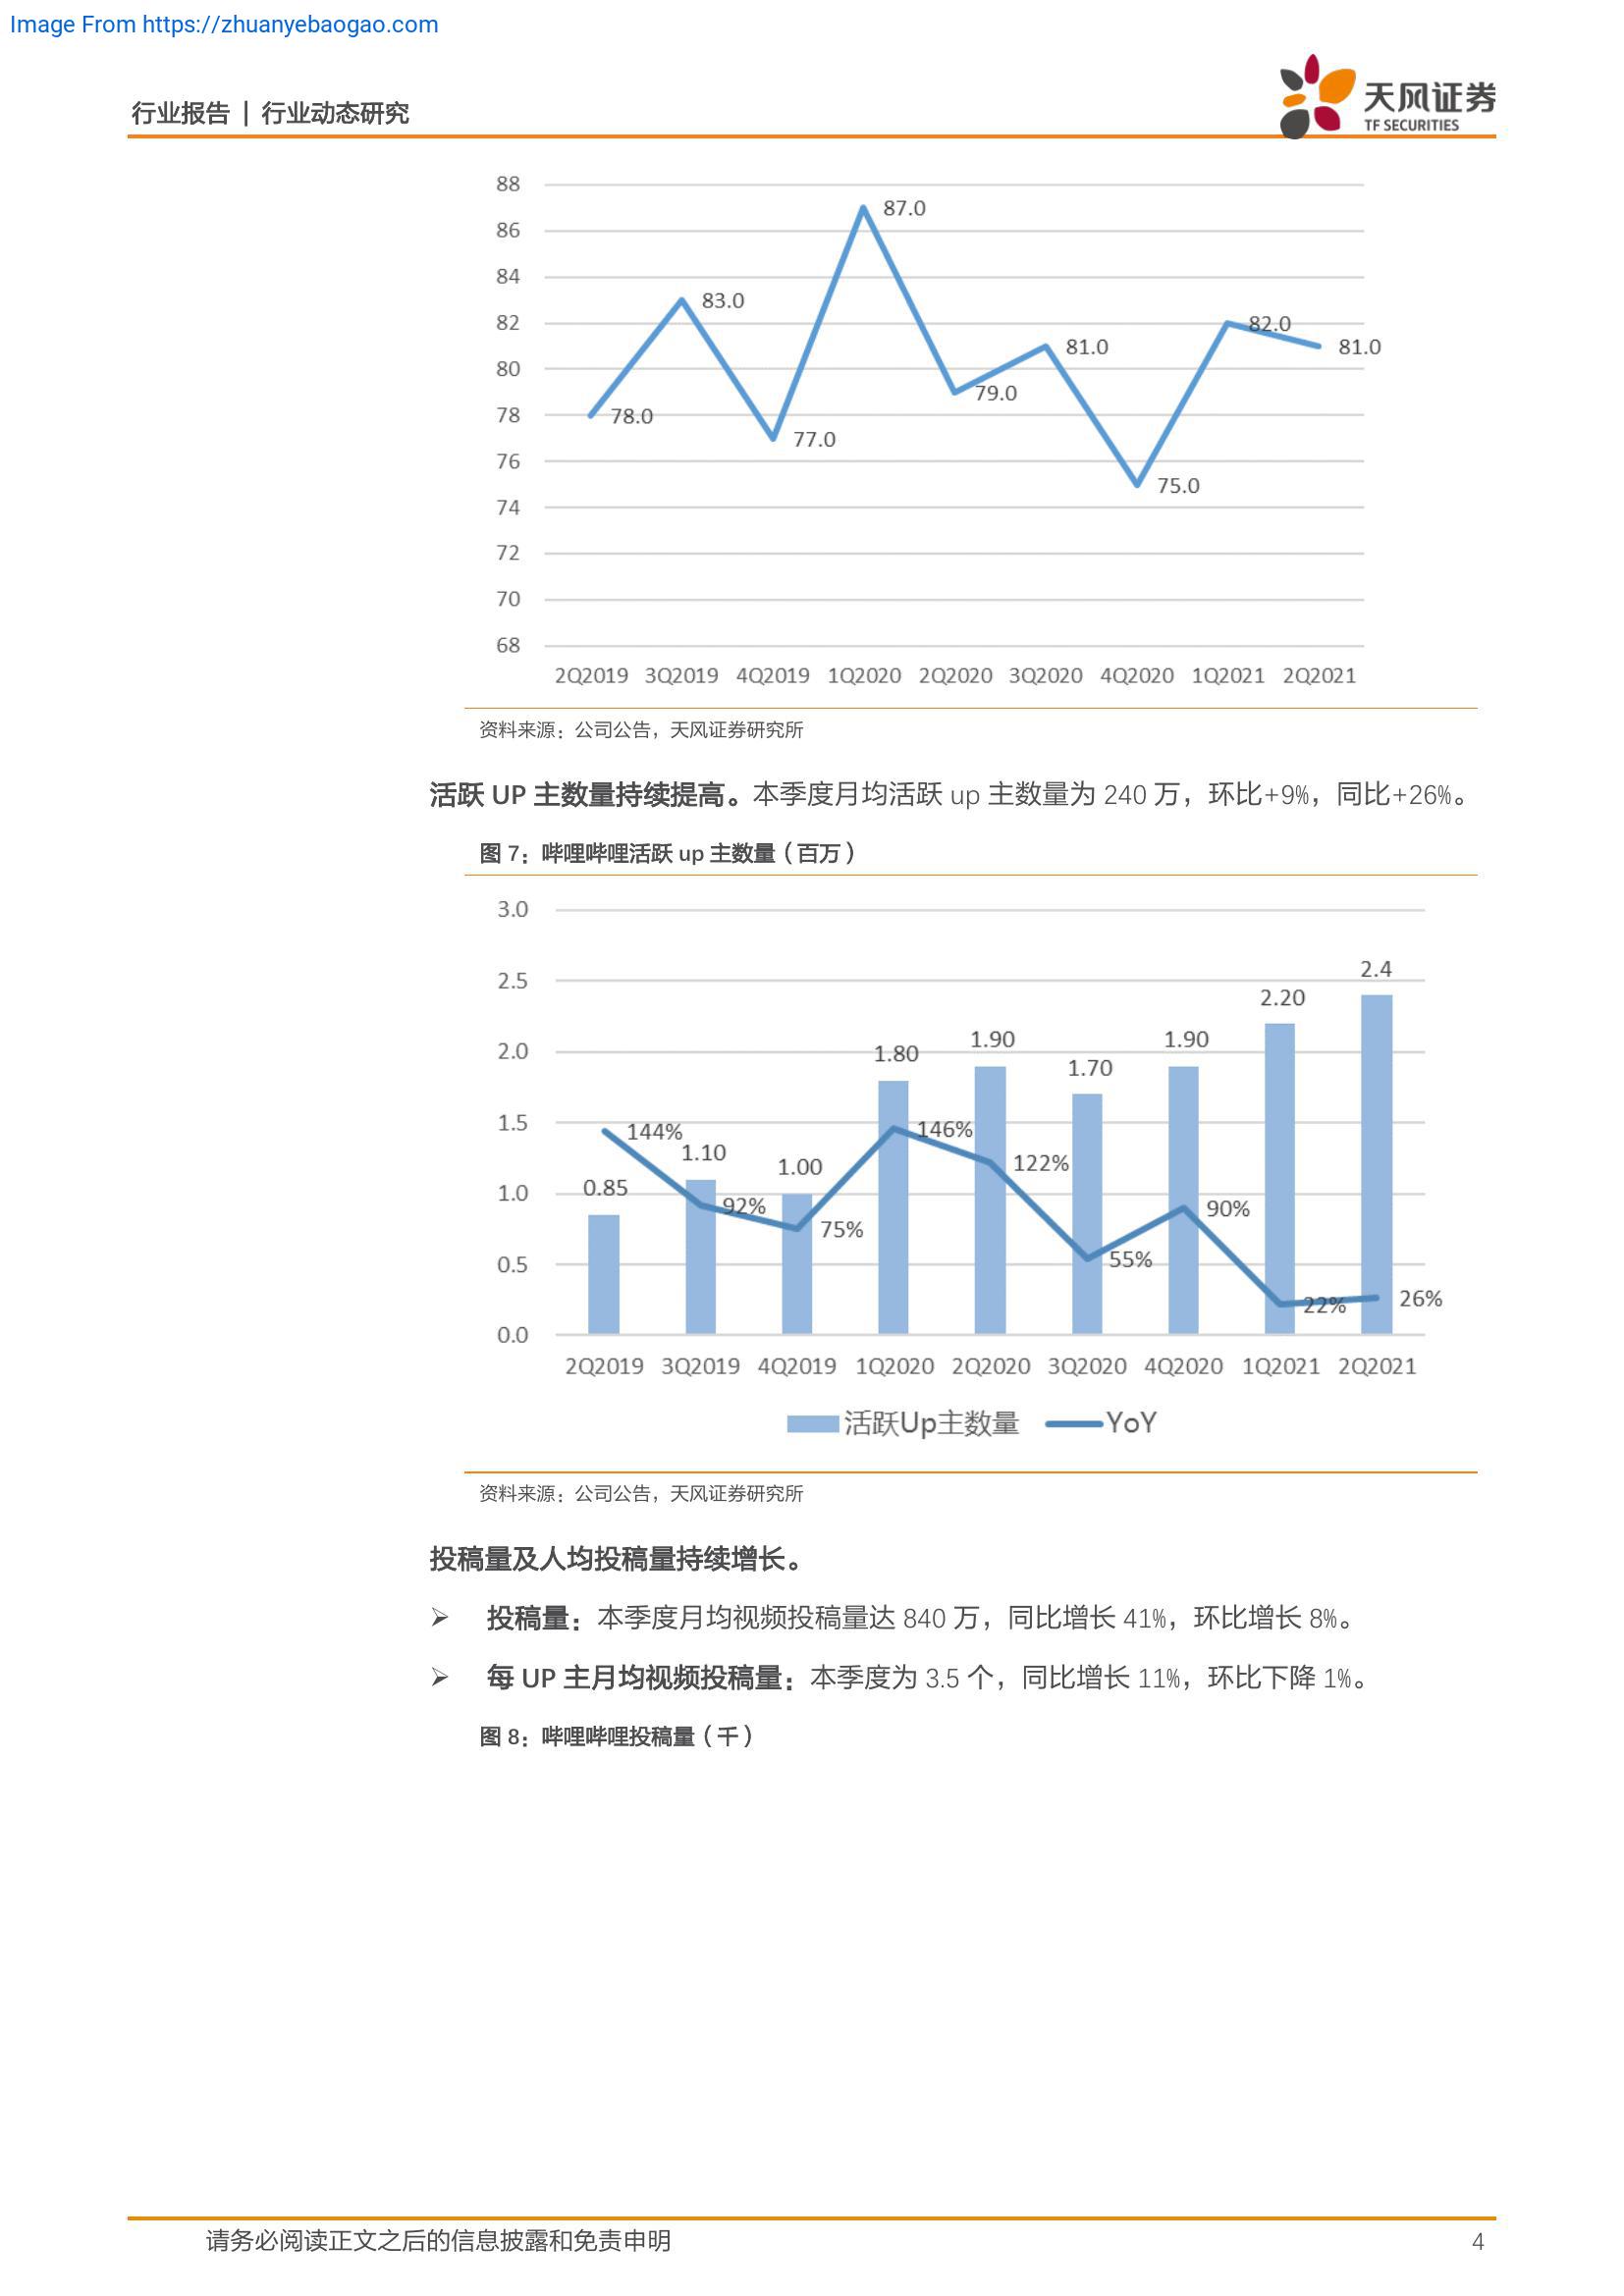 Image From https://zhuanyebaogao.com
行业报告 | 行业动态研究
天风证券
TF SECURITIES
88
86
84
82
80
78
76
74
72
70
68
78.0
83.0
77.0
87.0
79.0
81.0
75.0
82.0
81.0
2Q2019 3Q2019 4Q2019 1Q2020 2Q2020 3Q2020 4Q2020 1Q2021 2Q2021
资料来源：公司公告，天风证券研究所
活跃 UP 主数量持续提高。本季度月均活跃 up 主数量为 240 万，环比+9%，同比+26%。
图 7：哔哩哔哩活跃 up 主数量（百万）
3.0
2.5
2.0
1.5
1.0
0.5
0.0
0.85
1.10
1.00
1.80
1.90
1.70
1.90
2.20
2.4
144%
92%
75%
146%
122%
55%
90%
22%
26%
2Q2019 3Q2019 4Q2019 1Q2020 2Q2020 3Q2020 4Q2020 1Q2021 2Q2021
活跃Up主数量 YoY
资料来源：公司公告，天风证券研究所
投稿量及人均投稿量持续增长。
➢ 投稿量：本季度月均视频投稿量达 840 万，同比增长 41%，环比增长 8%。
➢ 每 UP 主月均视频投稿量：本季度为 3.5 个，同比增长 11%，环比下降 1%。
图 8：哔哩哔哩投稿量（千）
请务必阅读正文之后的信息披露和免责申明 4